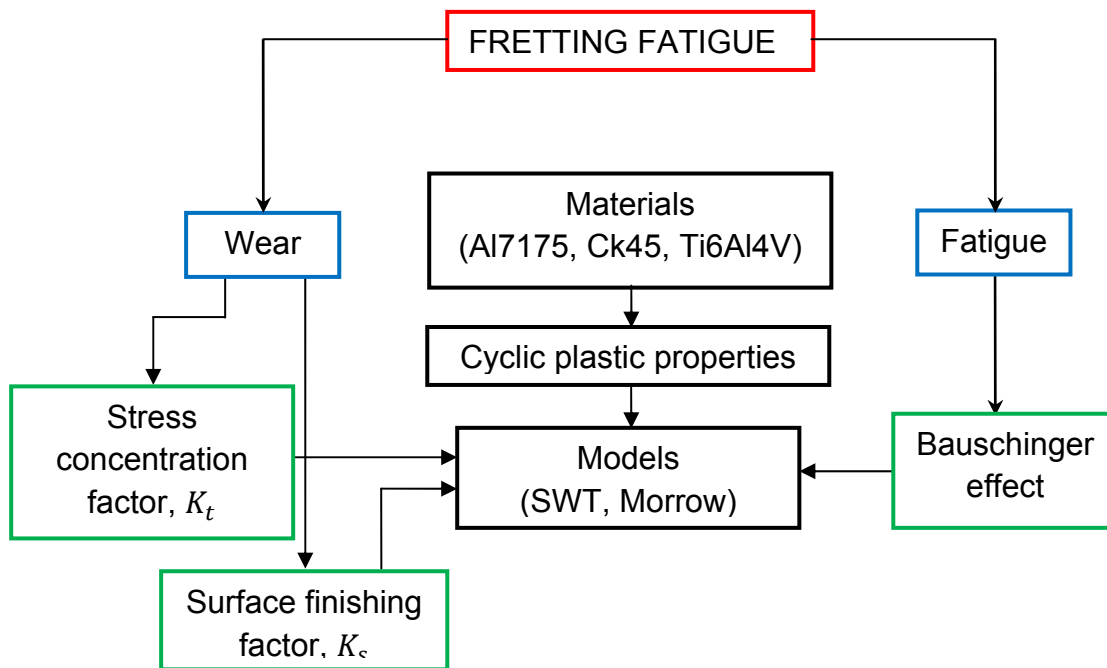 FRETTING FATIGUE
Materials
(Al7175, Ck45, Ti6Al4V)
Wear
Fatigue
Cyclic plastic properties
Stress
concentration
factor, K_t
Models
(SWT, Morrow)
Bauschinger
effect
Surface finishing
factor, K_s